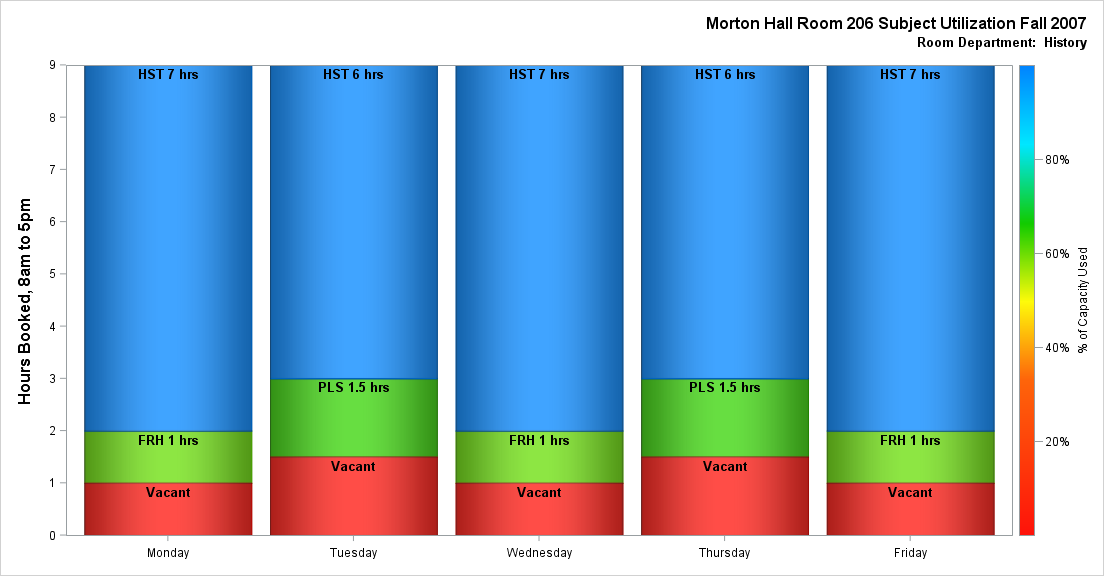 Morton Hall Room 206 Subject Utilization Fall 2007
Room Department: History
Hours Booked, 8am to 5pm
9
8
7
6
5
4
3
2
1
0
HST 7 hrs
FRH 1 hrs
Vacant
HST 6 hrs
PLS 1.5 hrs
Vacant
HST 7 hrs
FRH 1 hrs
Vacant
HST 6 hrs
PLS 1.5 hrs
Vacant
HST 7 hrs
FRH 1 hrs
Vacant
Monday
Tuesday
Wednesday
Thursday
Friday
80%
60%
40%
20%
% of Capacity Used